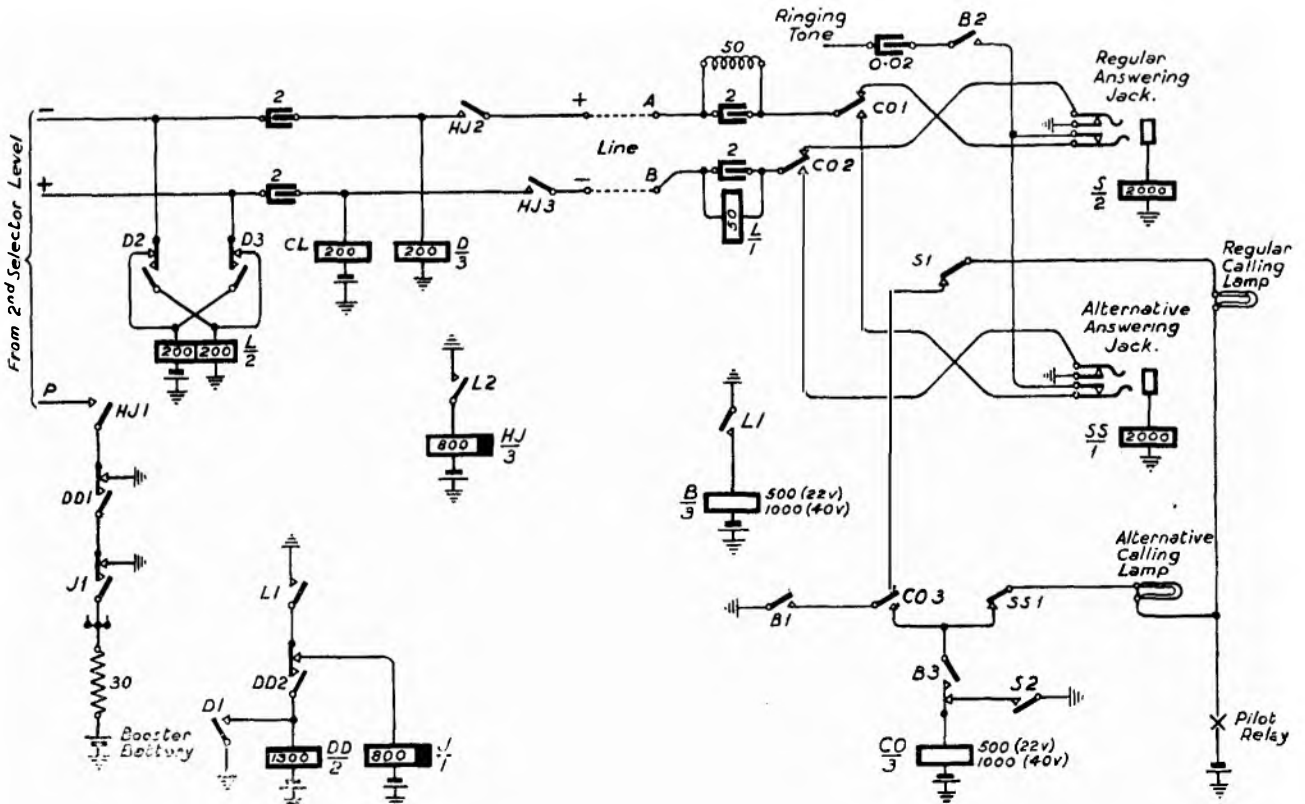 Ringing
Tone
B2
0.02
50
Regular
Answering
Jack.
−
2
+
A
2
CO1
HJ2
Line
2
CO2
+
2
−
B
HJ3
S
2
2000
50
L
1
D2
D3
CL
200
200
D
3
S1
Regular
Calling
Lamp
From 2nd Selector Level
Alternative
Answering
Jack.
200
200
L
2
P
HJ1
L2
L1
SS
1
2000
800
HJ
3
DD1
B
3
500 (22v)
1000 (40v)
Alternative
Calling
Lamp
J1
L1
B1
CO3
SS1
30
DD2
B3
S2
D1
Booster
Battery
1300
DD
2
800
J
1
CO
3
500 (22v)
1000 (40v)
Pilot
Relay